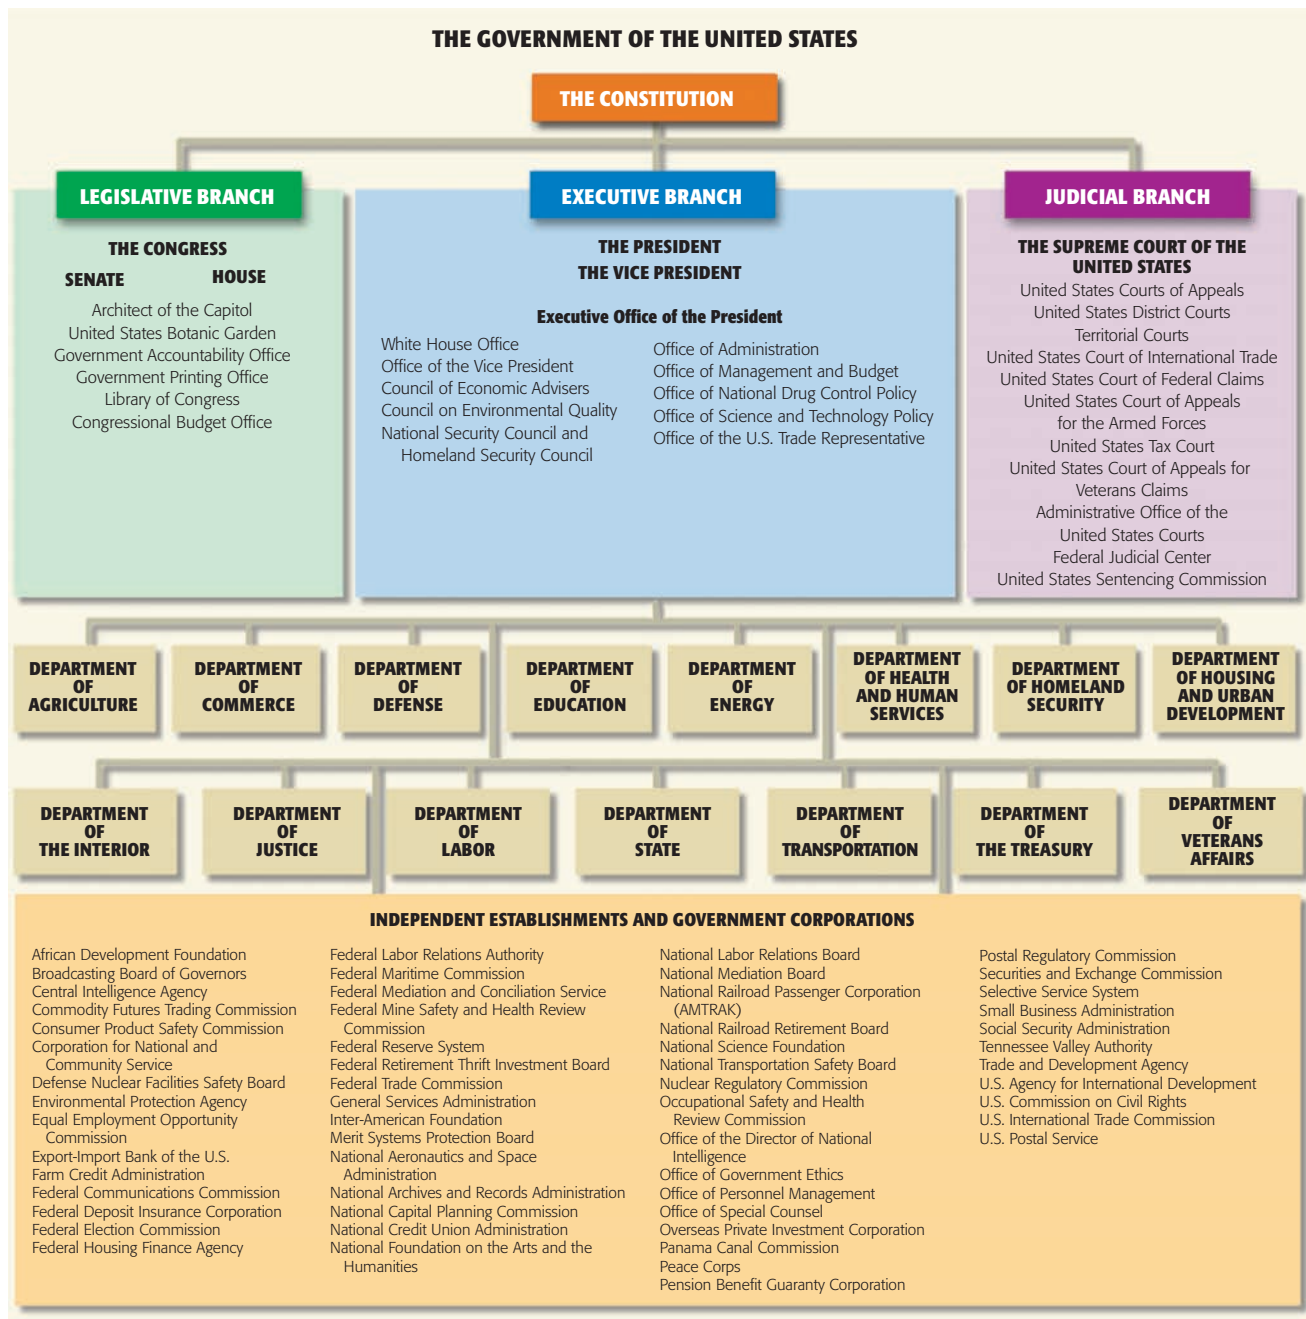 THE GOVERNMENT OF THE UNITED STATES
THE CONSTITUTION
LEGISLATIVE BRANCH
THE CONGRESS
SENATE
HOUSE
Architect of the Capitol
United States Botanic Garden
Government Accountability Office
Government Printing Office
Library of Congress
Congressional Budget Office
EXECUTIVE BRANCH
THE PRESIDENT
THE VICE PRESIDENT
Executive Office of the President
White House Office
Office of the Vice President
Council of Economic Advisers
Council on Environmental Quality
National Security Council and
Homeland Security Council
Office of Administration
Office of Management and Budget
Office of National Drug Control Policy
Office of Science and Technology Policy
Office of the U.S. Trade Representative
JUDICIAL BRANCH
THE SUPREME COURT OF THE
UNITED STATES
United States Courts of Appeals
United States District Courts
Territorial Courts
United States Court of International Trade
United States Court of Federal Claims
United States Court of Appeals
for the Armed Forces
United States Tax Court
United States Court of Appeals for
Veterans Claims
Administrative Office of the
United States Courts
Federal Judicial Center
United States Sentencing Commission
DEPARTMENT
OF
AGRICULTURE
DEPARTMENT
OF
COMMERCE
DEPARTMENT
OF
DEFENSE
DEPARTMENT
OF
EDUCATION
DEPARTMENT
OF
ENERGY
DEPARTMENT
OF HEALTH
AND HUMAN
SERVICES
DEPARTMENT
OF HOMELAND
SECURITY
DEPARTMENT
OF HOUSING
AND URBAN
DEVELOPMENT
DEPARTMENT
OF
THE INTERIOR
DEPARTMENT
OF
JUSTICE
DEPARTMENT
OF
LABOR
DEPARTMENT
OF
STATE
DEPARTMENT
OF
TRANSPORTATION
DEPARTMENT
OF
THE TREASURY
DEPARTMENT
OF
VETERANS
AFFAIRS
INDEPENDENT ESTABLISHMENTS AND GOVERNMENT CORPORATIONS
African Development Foundation
Broadcasting Board of Governors
Central Intelligence Agency
Commodity Futures Trading Commission
Consumer Product Safety Commission
Corporation for National and
Community Service
Defense Nuclear Facilities Safety Board
Environmental Protection Agency
Equal Employment Opportunity
Commission
Export-Import Bank of the U.S.
Farm Credit Administration
Federal Communications Commission
Federal Deposit Insurance Corporation
Federal Election Commission
Federal Housing Finance Agency
Federal Labor Relations Authority
Federal Maritime Commission
Federal Mediation and Conciliation Service
Federal Mine Safety and Health Review
Commission
Federal Reserve System
Federal Retirement Thrift Investment Board
Federal Trade Commission
General Services Administration
Inter-American Foundation
Merit Systems Protection Board
National Aeronautics and Space
Administration
National Archives and Records Administration
National Capital Planning Commission
National Credit Union Administration
National Foundation on the Arts and the
Humanities
National Labor Relations Board
National Mediation Board
National Railroad Passenger Corporation
(AMTRAK)
National Railroad Retirement Board
National Science Foundation
National Transportation Safety Board
Nuclear Regulatory Commission
Occupational Safety and Health
Review Commission
Office of the Director of National
Intelligence
Office of Government Ethics
Office of Personnel Management
Office of Special Counsel
Overseas Private Investment Corporation
Panama Canal Commission
Peace Corps
Pension Benefit Guaranty Corporation
Postal Regulatory Commission
Securities and Exchange Commission
Selective Service System
Small Business Administration
Social Security Administration
Tennessee Valley Authority
Trade and Development Agency
U.S. Agency for International Development
U.S. Commission on Civil Rights
U.S. International Trade Commission
U.S. Postal Service